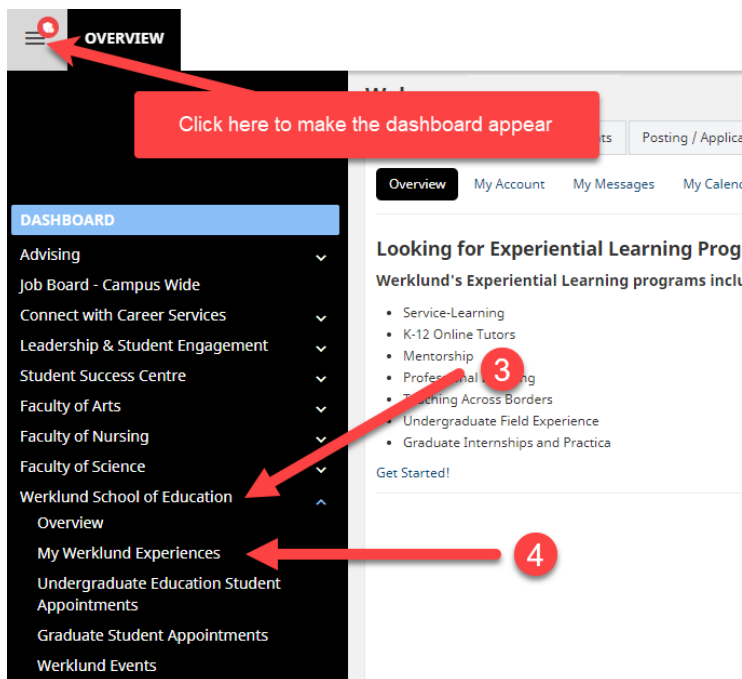 OVERVIEW
Click here to make the dashboard appear
Posting / Applica
Overview My Account My Messages My Calend
DASHBOARD
Advising
Job Board - Campus Wide
Connect with Career Services
Leadership & Student Engagement
Student Success Centre
Faculty of Arts
Faculty of Nursing
Faculty of Science
Werklund School of Education
Overview
My Werklund Experiences
Undergraduate Education Student
Appointments
Graduate Student Appointments
Werklund Events
Looking for Experiential Learning Prog
Werklund's Experiential Learning programs inclu
Service-Learning
K-12 Online Tutors
Mentorship
3
Across Borders
Undergraduate Field Experience
Graduate Internships and Practica
Get Started!
4